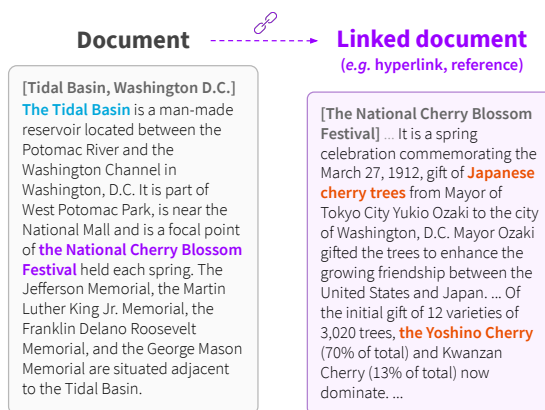 Document
Linked document
(e.g. hyperlink, reference)
[Tidal Basin, Washington D.C.]
The Tidal Basin is a man-made
reservoir located between the
Potomac River and the
Washington Channel in
Washington, D.C. It is part of
West Potomac Park, is near the
National Mall and is a focal point
of the National Cherry Blossom
Festival held each spring. The
Jefferson Memorial, the Martin
Luther King Jr. Memorial, the
Franklin Delano Roosevelt
Memorial, and the George Mason
Memorial are situated adjacent
to the Tidal Basin.
[The National Cherry Blossom
Festival] ... It is a spring
celebration commemorating the
March 27, 1912, gift of Japanese
cherry trees from Mayor of
Tokyo City Yukio Ozaki to the city
of Washington, D.C. Mayor Ozaki
gifted the trees to enhance the
growing friendship between the
United States and Japan. ... Of
the initial gift of 12 varieties of
3,020 trees, the Yoshino Cherry
(70% of total) and Kwanzan
Cherry (13% of total) now
dominate. ...